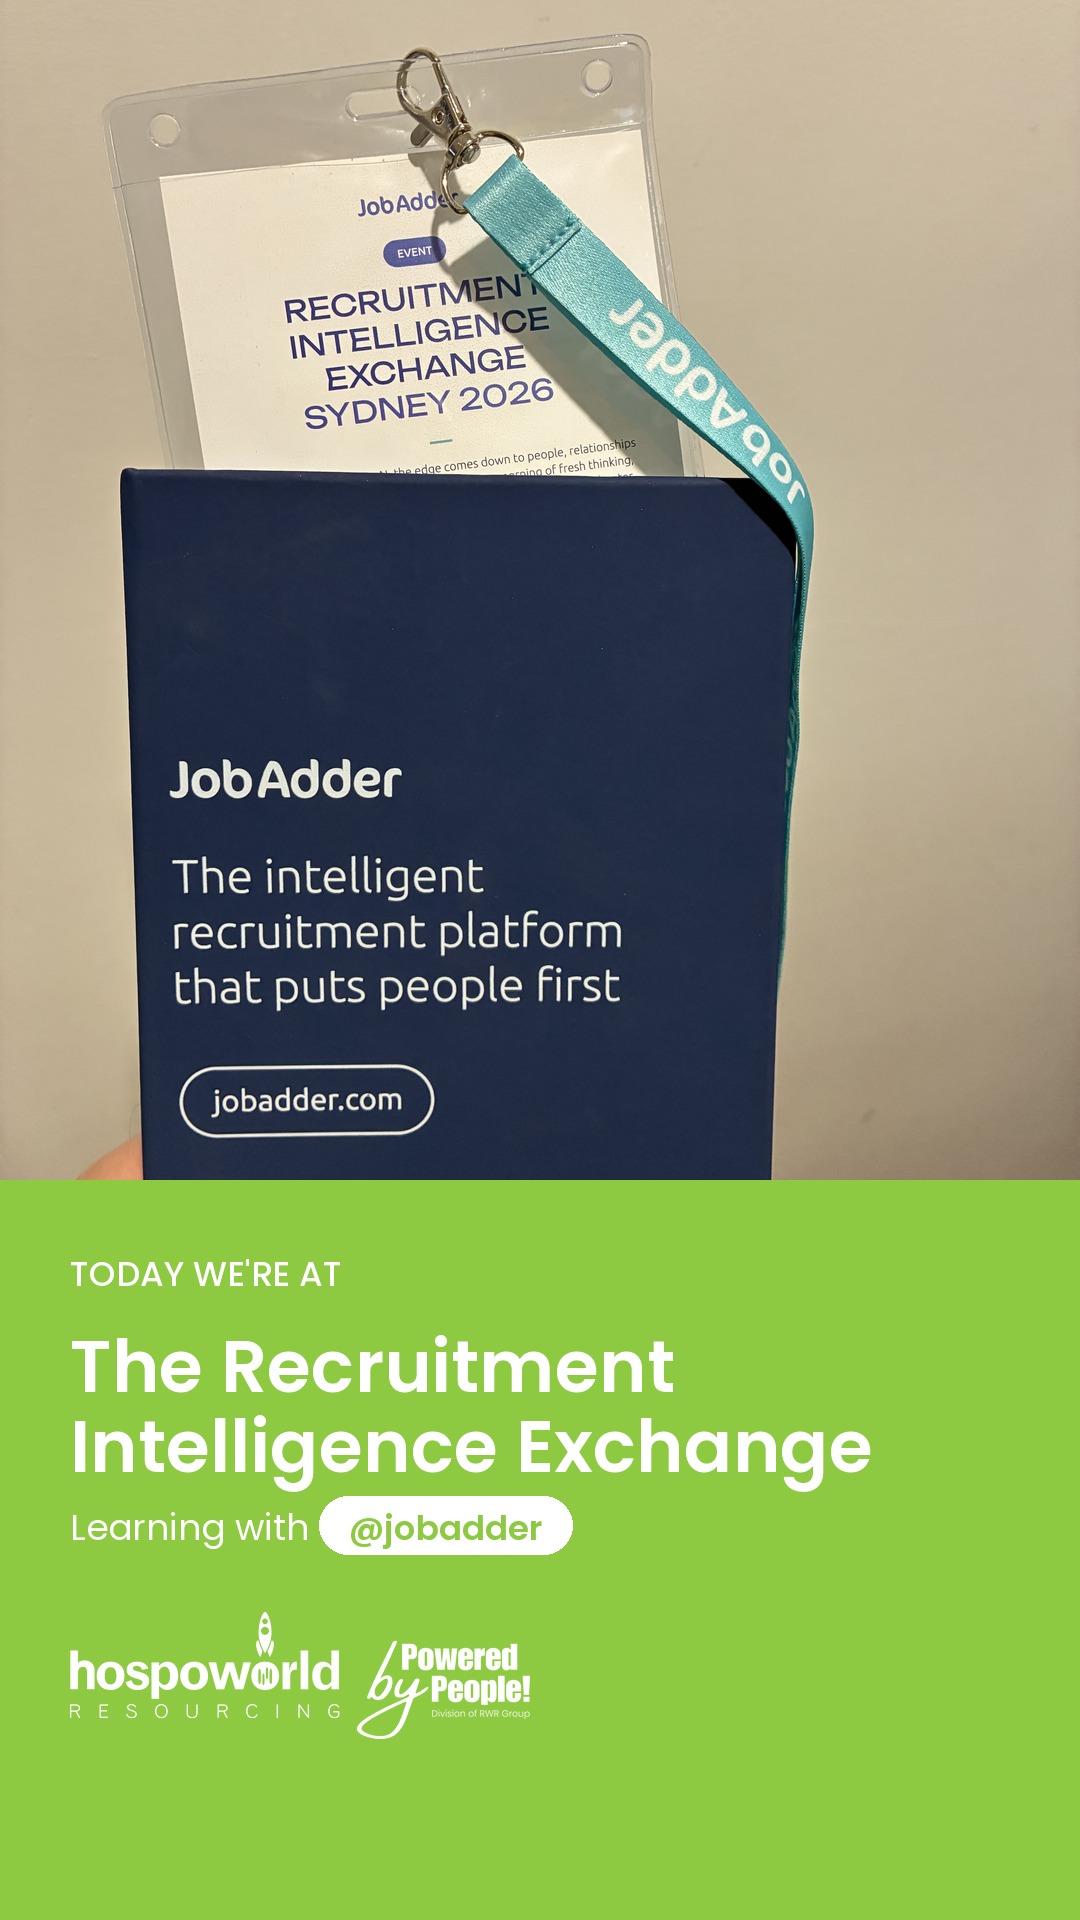 JobAdder
EVENT
RECRUITMENT
INTELLIGENCE
EXCHANGE
SYDNEY 2026
the edge comes down to people, relationships
of fresh thinking,
JobAdder
JobAdder
The intelligent
recruitment platform
that puts people first
jobadder.com
TODAY WE'RE AT
The Recruitment
Intelligence Exchange
Learning with @jobadder
hospoworld
RESOURCING
Powered
by People!
Division of RWR Group